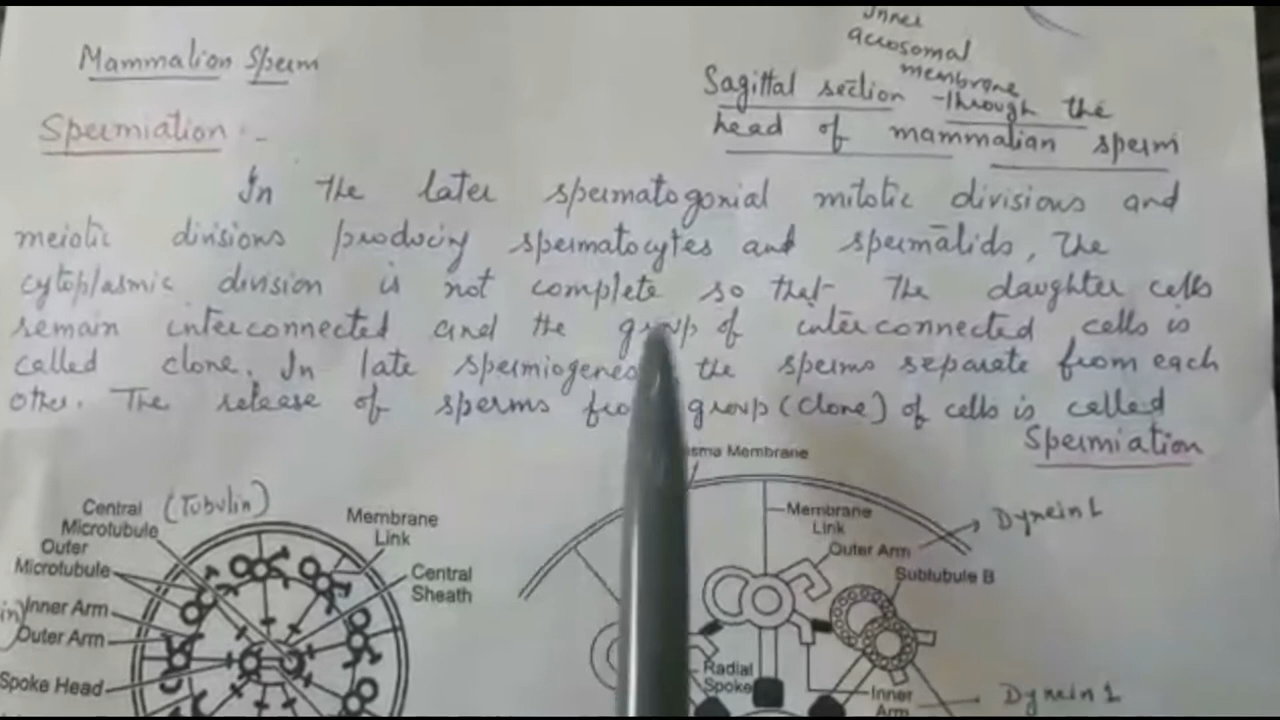 Inner
acrosomal
membrane
Mammalian Sperm
Sagittal section through the
head of mammalian sperm
Spermiation :-
In the later spermatogonial mitotic divisions and
meiotic divisions producing spermatocytes and spermatids, the
cytoplasmic division is not complete so that the daughter cells
remain interconnected and the group of interconnected cells is
called clone. In late the sperms separate from each
other. The release of sperms group (clone) of cells is called
Spermiation
Central (Tubulin)
Microtubule
Outer
Microtubule
Inner Arm
Outer Arm
Spoke Head
Membrane
Link
Central
Sheath
Membrane
Membrane
Link
Outer Arm Dynein 1
Subtubule B
Radial
Spoke
Inner
Arm Dynein 1